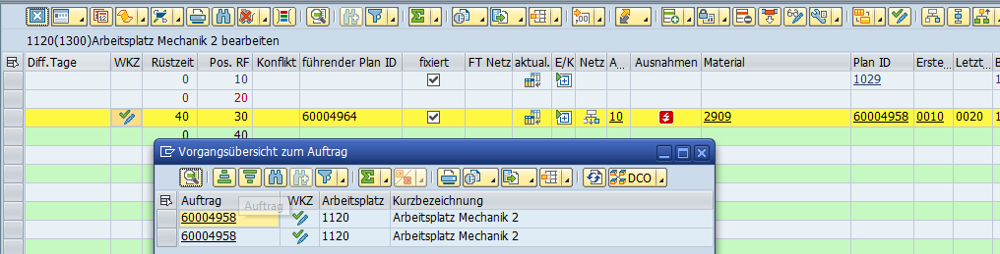 1120(1300)Arbeitsplatz Mechanik 2 bearbeiten
Diff.Tage WKZ Rüstzeit Pos. RF Konflikt führender Plan ID fixiert FT Netz aktual. E/K Netz A... Ausnahmen Material Plan ID Erste... Letzt...
0 10 1029
0 20
40 30 60004964 10 2909 60004958 0010 0020
0 40
Vorgangsübersicht zum Auftrag
DCO
Auftrag WKZ Arbeitsplatz Kurzbezeichnung
60004958 Auftrag 1120 Arbeitsplatz Mechanik 2
60004958 1120 Arbeitsplatz Mechanik 2